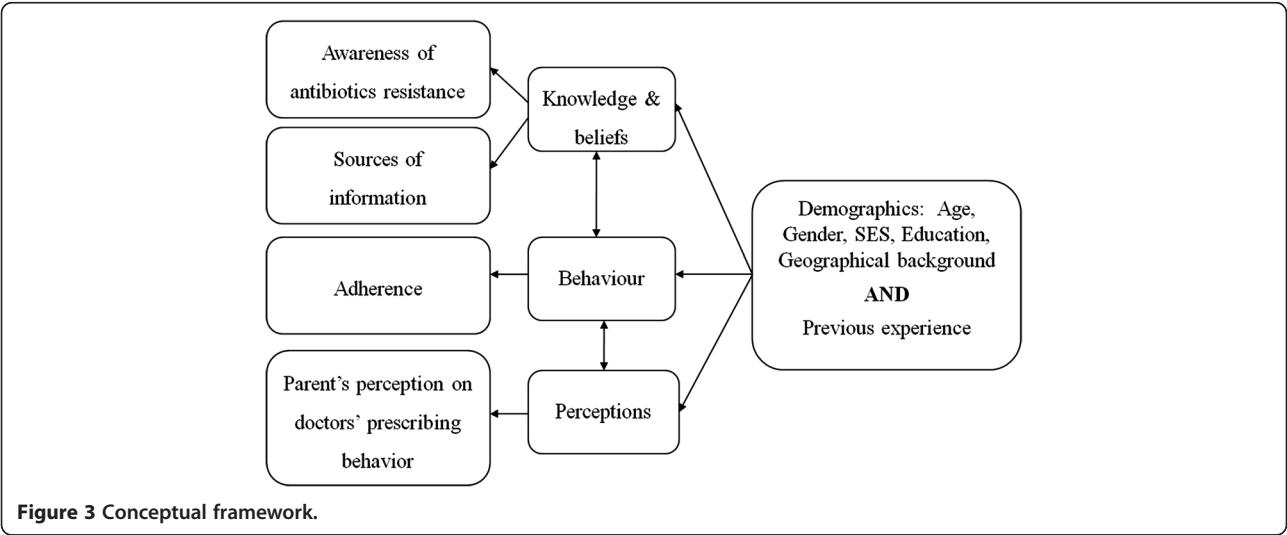 Awareness of
antibiotics resistance
Sources of
information
Adherence
Parent's perception on
doctors' prescribing
behavior
Knowledge &
beliefs
Behaviour
Perceptions
Demographics: Age,
Gender, SES, Education,
Geographical background
AND
Previous experience
Figure 3 Conceptual framework.